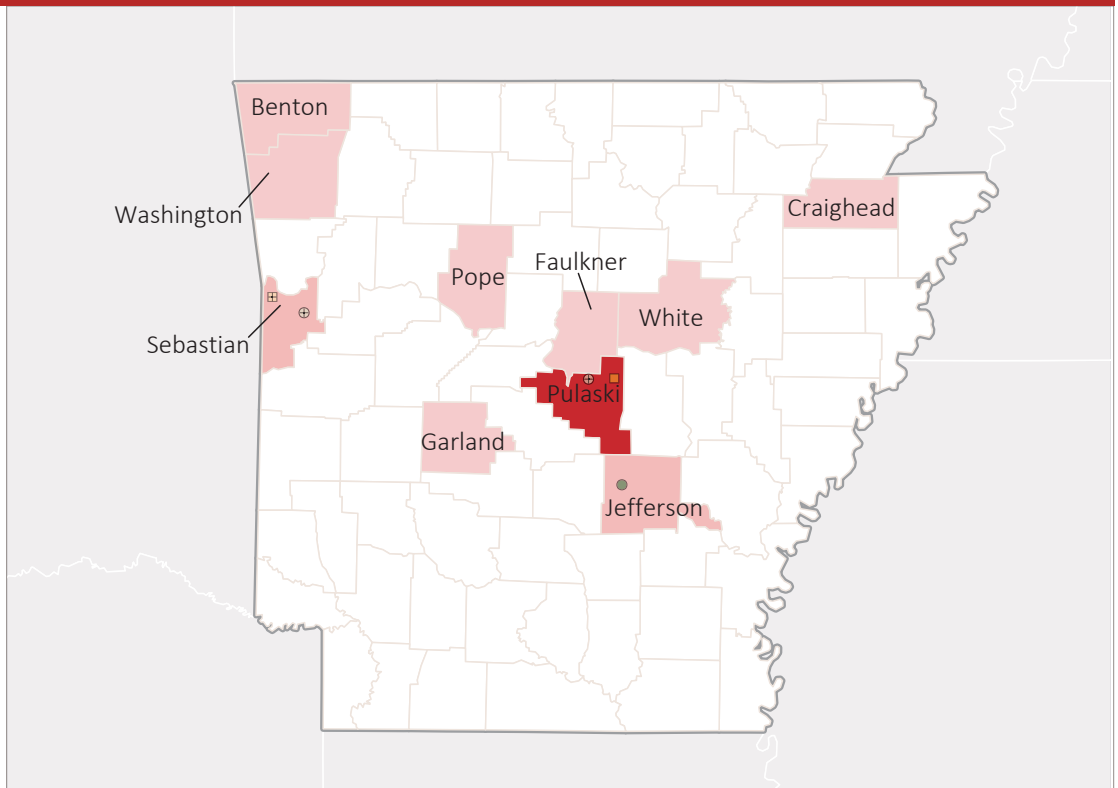 Benton
Washington
Craighead
Faulkner
Pope
White
Sebastian
Pulaski
Garland
Jefferson